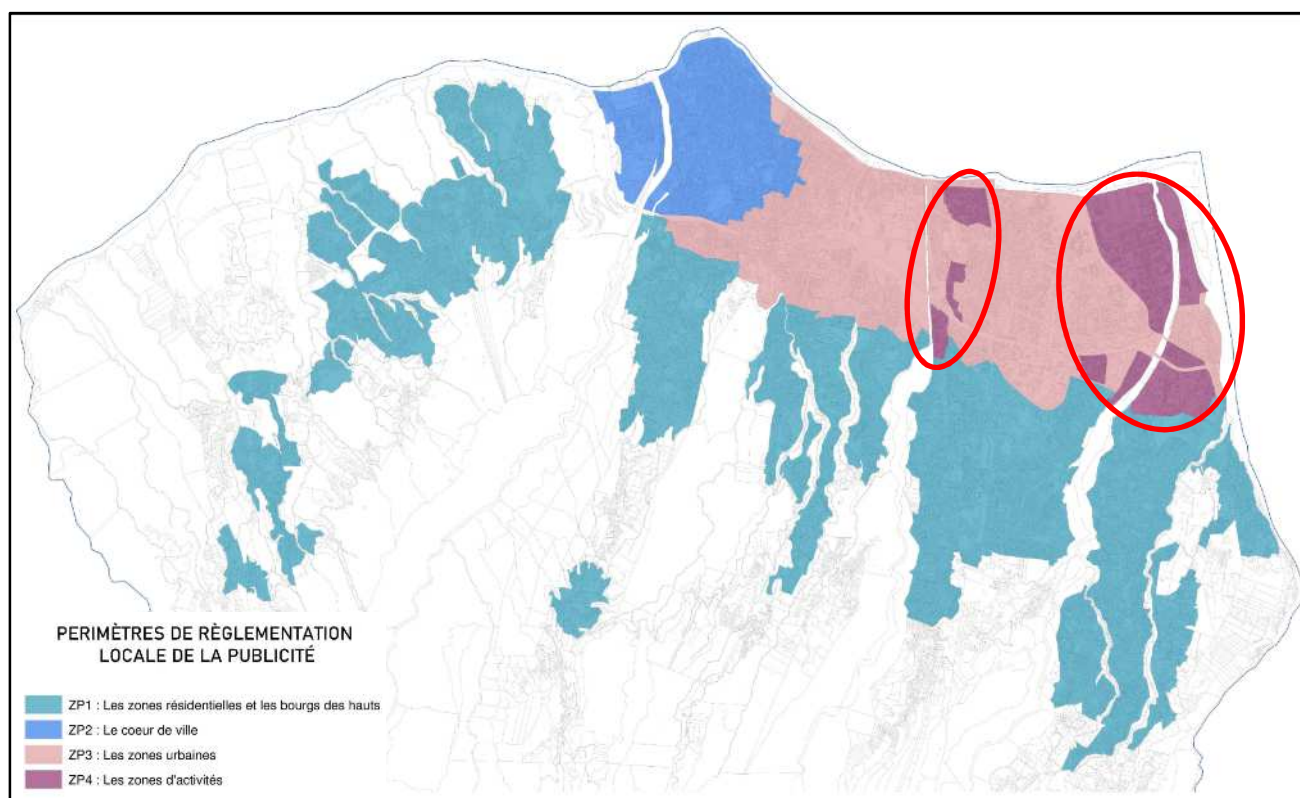 PERIMÈTRES DE RÈGLEMENTATION
LOCALE DE LA PUBLICITÉ
ZP1 : Les zones résidentielles et les bourgs des hauts
ZP2 : Le coeur de ville
ZP3 : Les zones urbaines
ZP4 : Les zones d'activités